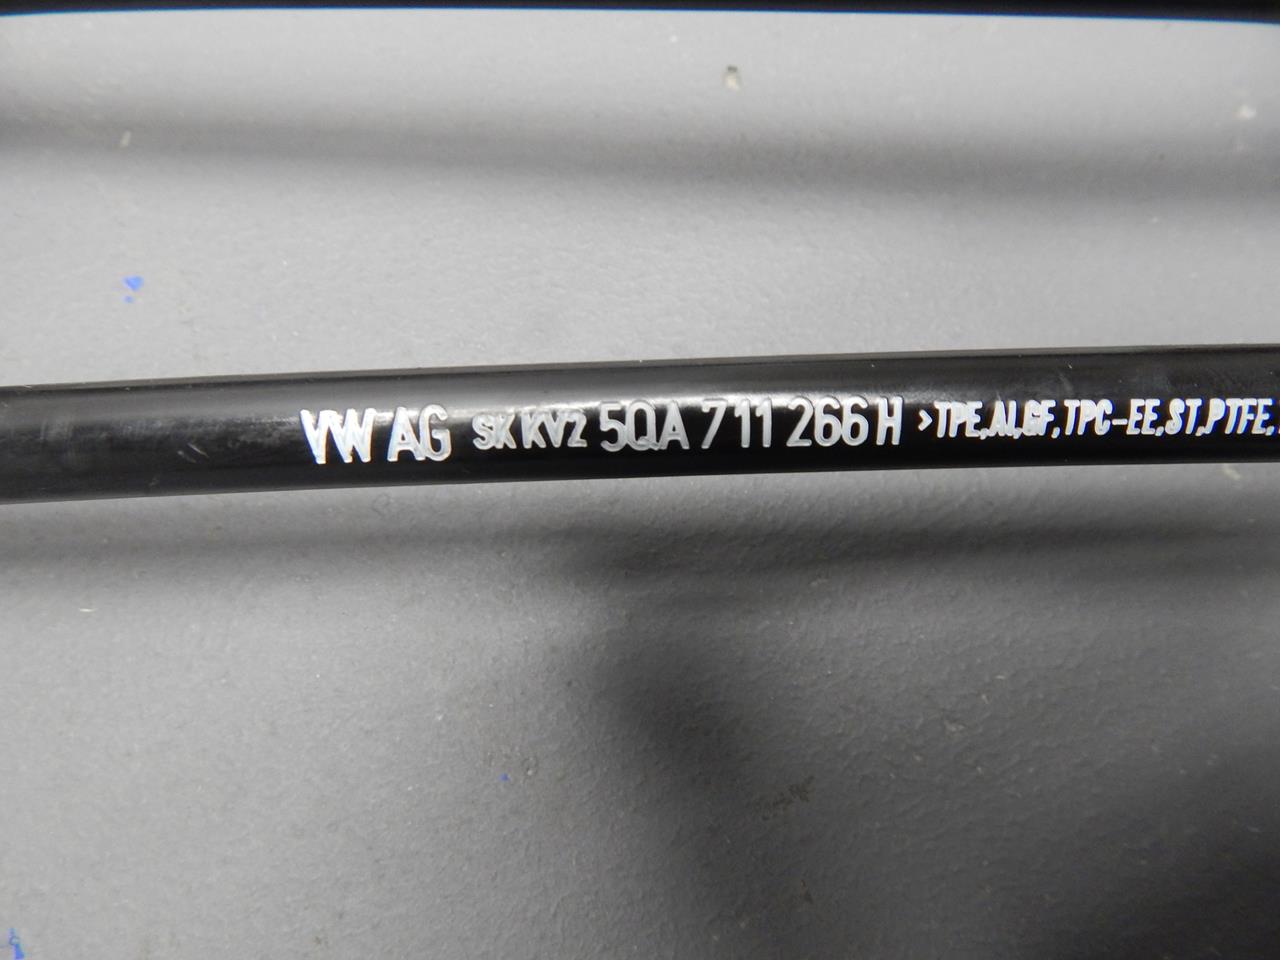 VW AG SK KV2 5QA 711 266 H >TPE,Al,GF,TPC-EE,ST,PTFE,